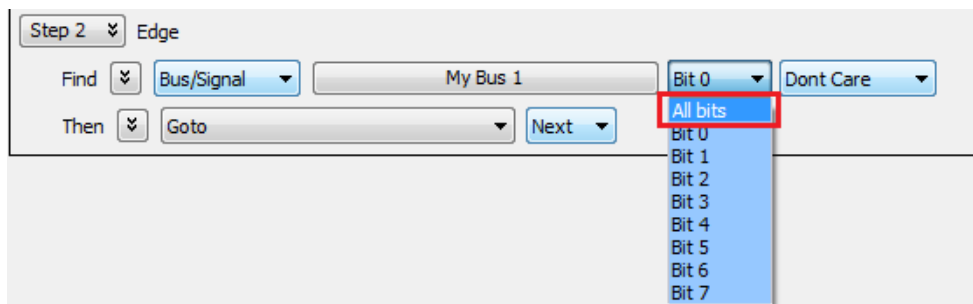 Step 2 Edge
Find Bus/Signal My Bus 1 Bit 0 Dont Care
Then Goto Next
All bits
Bit 0
Bit 1
Bit 2
Bit 3
Bit 4
Bit 5
Bit 6
Bit 7